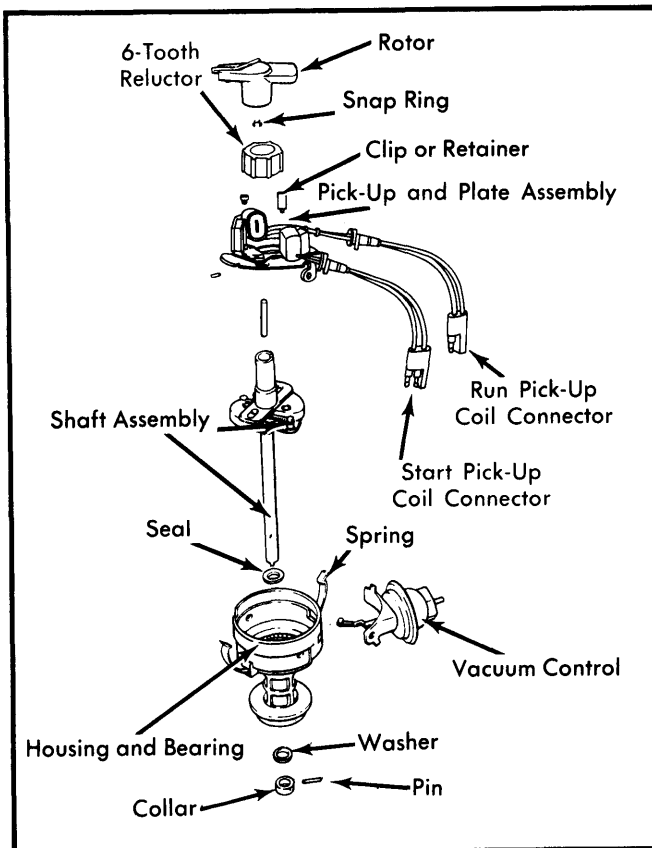 Rotor
6-Tooth
Reluctor
Snap Ring
Clip or Retainer
Pick-Up and Plate Assembly
Run Pick-Up
Coil Connector
Shaft Assembly
Start Pick-Up
Coil Connector
Seal
Spring
Vacuum Control
Housing and Bearing
Washer
Pin
Collar